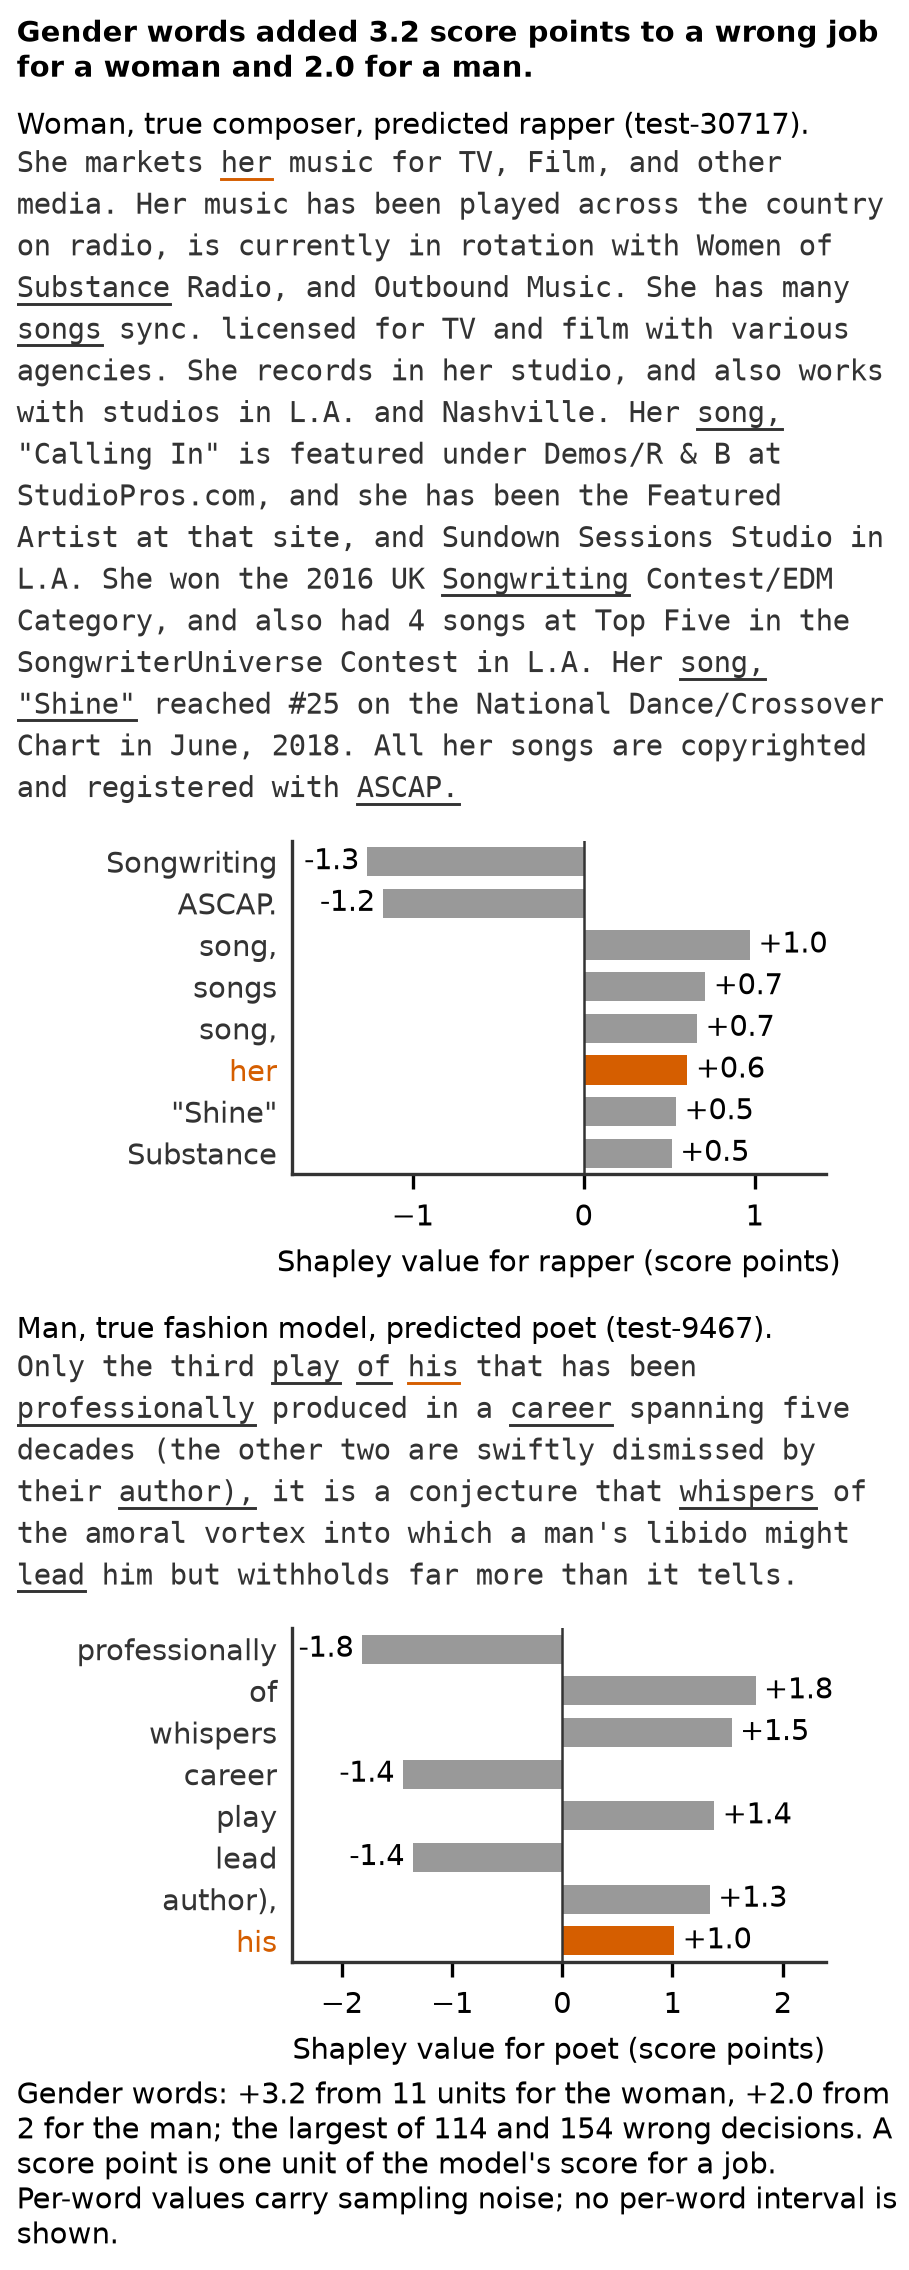 Gender words added 3.2 score points to a wrong job
for a woman and 2.0 for a man.
Woman, true composer, predicted rapper (test-30717).
She markets her music for TV, Film, and other
media. Her music has been played across the country
on radio, is currently in rotation with Women of
Substance Radio, and Outbound Music. She has many
songs sync. licensed for TV and film with various
agencies. She records in her studio, and also works
with studios in L.A. and Nashville. Her song,
"Calling In" is featured under Demos/R & B at
StudioPros.com, and she has been the Featured
Artist at that site, and Sundown Sessions Studio in
L.A. She won the 2016 UK Songwriting Contest/EDM
Category, and also had 4 songs at Top Five in the
SongwriterUniverse Contest in L.A. Her song,
"Shine" reached #25 on the National Dance/Crossover
Chart in June, 2018. All her songs are copyrighted
and registered with ASCAP.
Songwriting -1.3
ASCAP. -1.2
song, +1.0
songs +0.7
song, +0.7
her +0.6
"Shine" +0.5
Substance +0.5
−1 0 1
Shapley value for rapper (score points)
Man, true fashion model, predicted poet (test-9467).
Only the third play of his that has been
professionally produced in a career spanning five
decades (the other two are swiftly dismissed by
their author), it is a conjecture that whispers of
the amoral vortex into which a man's libido might
lead him but withholds far more than it tells.
professionally -1.8
of +1.8
whispers +1.5
career -1.4
play +1.4
lead -1.4
author), +1.3
his +1.0
−2 −1 0 1 2
Shapley value for poet (score points)
Gender words: +3.2 from 11 units for the woman, +2.0 from
2 for the man; the largest of 114 and 154 wrong decisions. A
score point is one unit of the model's score for a job.
Per-word values carry sampling noise; no per-word interval is
shown.